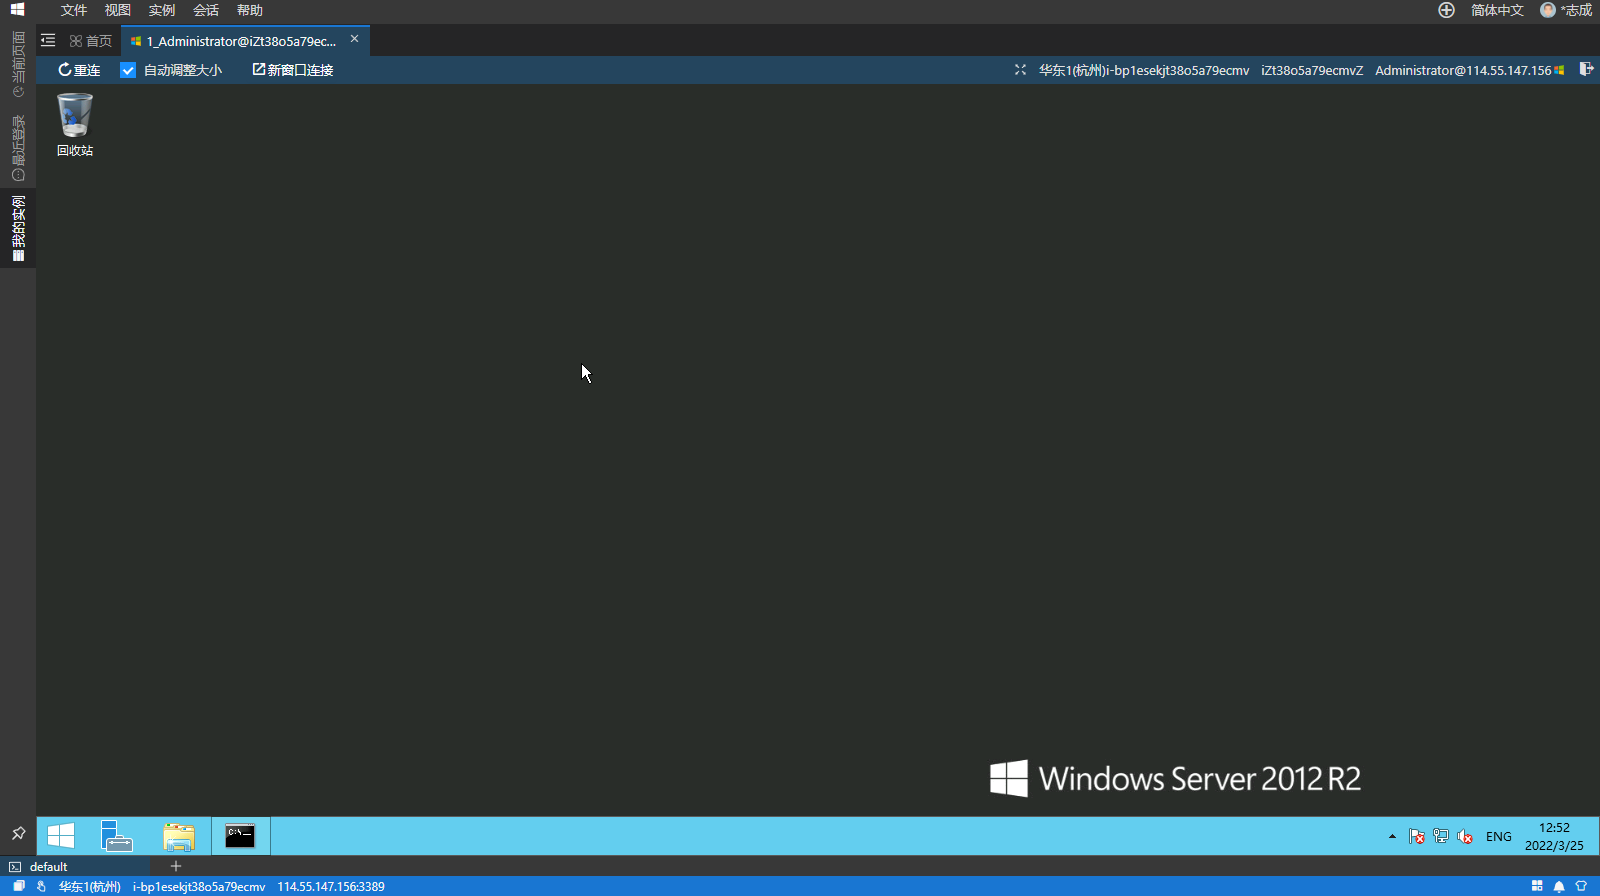 文件 视图 实例 会话 帮助 简体中文 *志成
首页 1_Administrator@iZt38o5a79ec...
重连 自动调整大小 新窗口连接 华东1(杭州)i-bp1esekjt38o5a79ecmv iZt38o5a79ecmvZ Administrator@114.55.147.156
当前页面
最近登录
我的实例
回收站
Windows Server 2012 R2
C:\_
ENG
12:52
2022/3/25
default
华东1(杭州) i-bp1esekjt38o5a79ecmv 114.55.147.156:3389